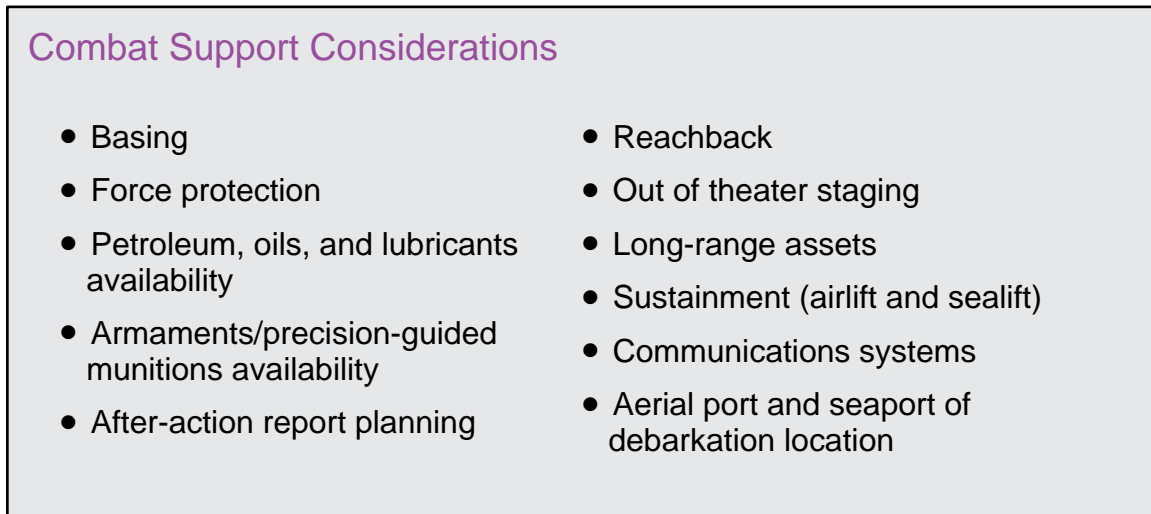 Combat Support Considerations
● Basing
● Force protection
● Petroleum, oils, and lubricants
availability
● Armaments/precision-guided
munitions availability
● After-action report planning
● Reachback
● Out of theater staging
● Long-range assets
● Sustainment (airlift and sealift)
● Communications systems
● Aerial port and seaport of
debarkation location